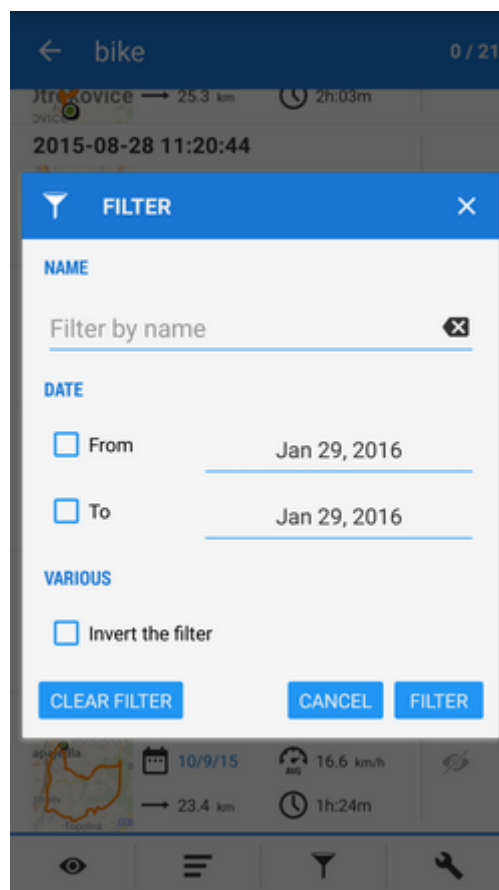 bike 0 / 21
25.3 km 2h:03m
2015-08-28 11:20:44
FILTER
NAME
Filter by name
DATE
From Jan 29, 2016
To Jan 29, 2016
VARIOUS
Invert the filter
CLEAR FILTER CANCEL FILTER
10/9/15 AVG 16.6 km/h
23.4 km 1h:24m
Topolná